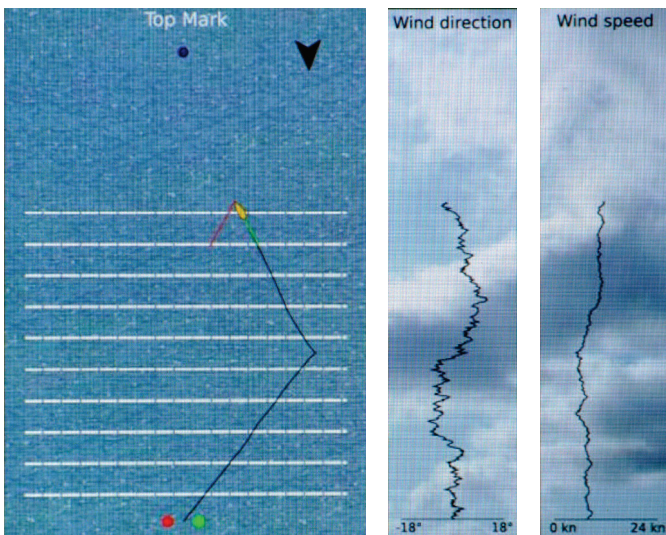 Top Mark
Wind direction
Wind speed
-18°
18°
0 kn
24 kn